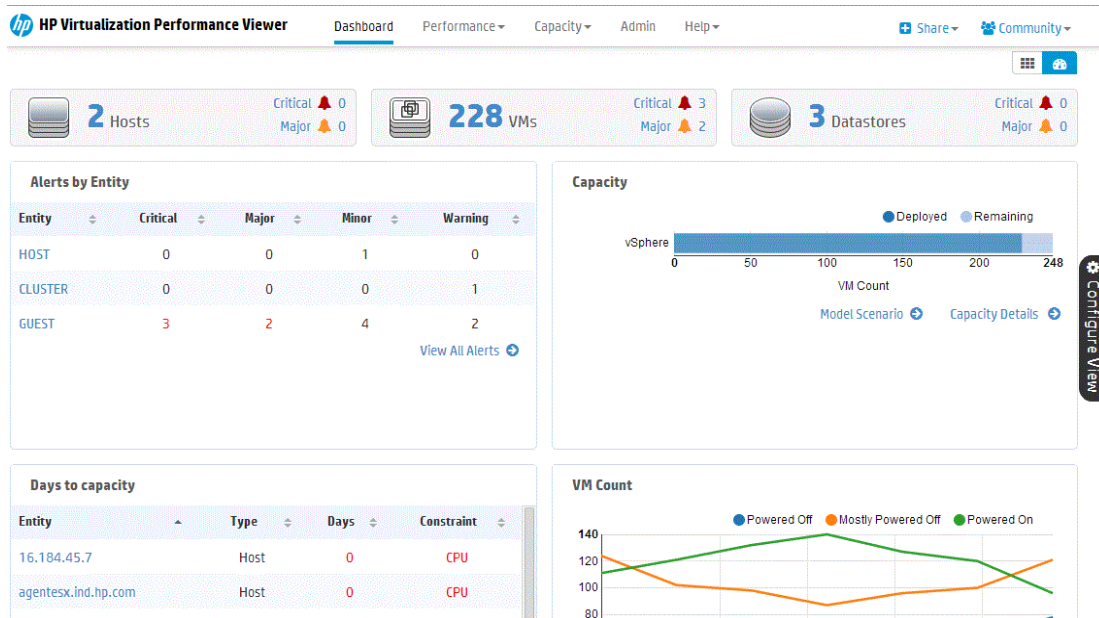 hp HP Virtualization Performance Viewer Dashboard Performance Capacity Admin Help Share Community
2 Hosts Critical 0 Major 0
228 VMs Critical 3 Major 2
3 Datastores Critical 0 Major 0
Alerts by Entity
Entity Critical Major Minor Warning
HOST 0 0 1 0
CLUSTER 0 0 0 1
GUEST 3 2 4 2
View All Alerts
Capacity
Deployed Remaining
vSphere
0 50 100 150 200 248
VM Count
Model Scenario Capacity Details
Configure View
Days to capacity
Entity Type Days Constraint
16.184.45.7 Host 0 CPU
agentesx.ind.hp.com Host 0 CPU
VM Count
Powered Off Mostly Powered Off Powered On
140
120
100
80